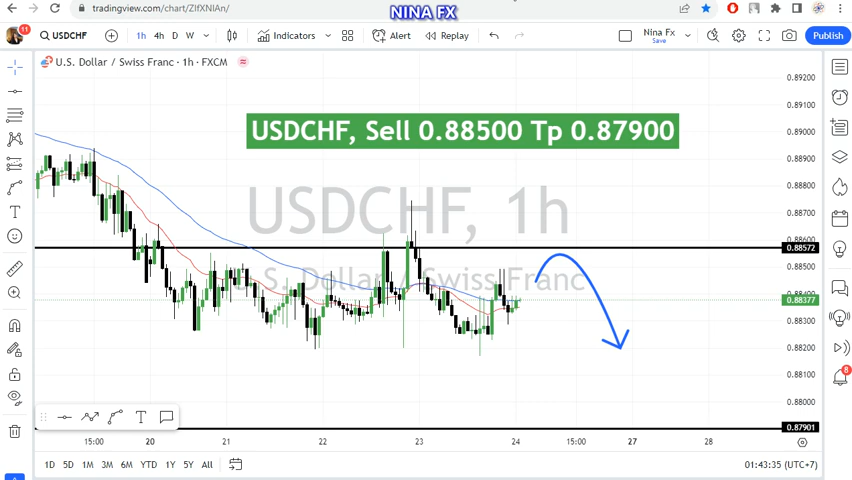 tradingview.com/chart/ZIfXNIAn/
NINA FX
11
USDCHF
1h 4h D W
Indicators
Alert
Replay
Nina Fx
Save
Publish
U.S. Dollar / Swiss Franc · 1h · FXCM
USDCHF, Sell 0.88500 Tp 0.87900
USDCHF, 1h
U.S. Dollar / Swiss Franc
0.89200
0.89100
0.89000
0.88900
0.88800
0.88700
0.88600
0.88572
0.88500
0.88400
0.88377
0.88300
0.88200
0.88100
0.88000
0.87901
8
15:00 20 21 22 23 24 15:00 27 28
1D 5D 1M 3M 6M YTD 1Y 5Y All
01:43:35 (UTC+7)